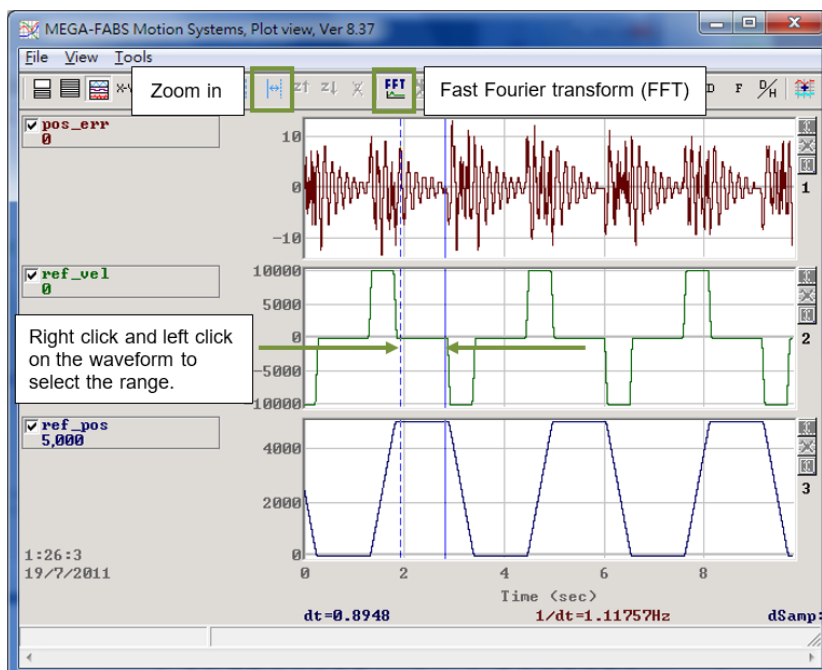 MEGA-FABS Motion Systems, Plot view, Ver 8.37
File View Tools
Zoom in
FFT
Fast Fourier transform (FFT)
D F D/H
pos_err
0
10
0
-10
1
ref_vel
0
10000
5000
0
-5000
-10000
2
Right click and left click
on the waveform to
select the range.
ref_pos
5,000
4000
2000
0
3
1:26:3
19/7/2011
0 2 4 6 8
Time (sec)
dt=0.8948 1/dt=1.11757Hz dSamp: